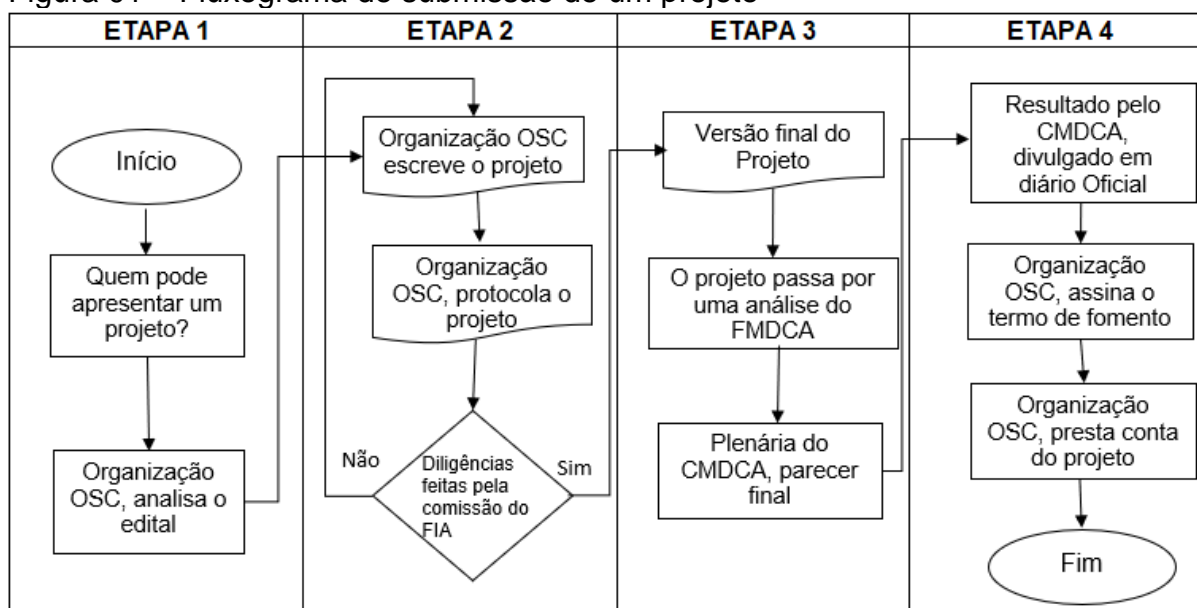 Figura 01 – Fluxograma de submissão de um projeto
ETAPA 1
ETAPA 2
ETAPA 3
ETAPA 4
Início
Quem pode
apresentar um
projeto?
Organização
OSC, analisa o
edital
Organização OSC
escreve o projeto
Organização
OSC, protocola o
projeto
Não
Diligências
feitas pela
comissão do
FIA
Sim
Versão final do
Projeto
O projeto passa por
uma análise do
FMDCA
Plenária do
CMDCA, parecer
final
Resultado pelo
CMDCA,
divulgado em
diário Oficial
Organização
OSC, assina o
termo de fomento
Organização
OSC, presta conta
do projeto
Fim